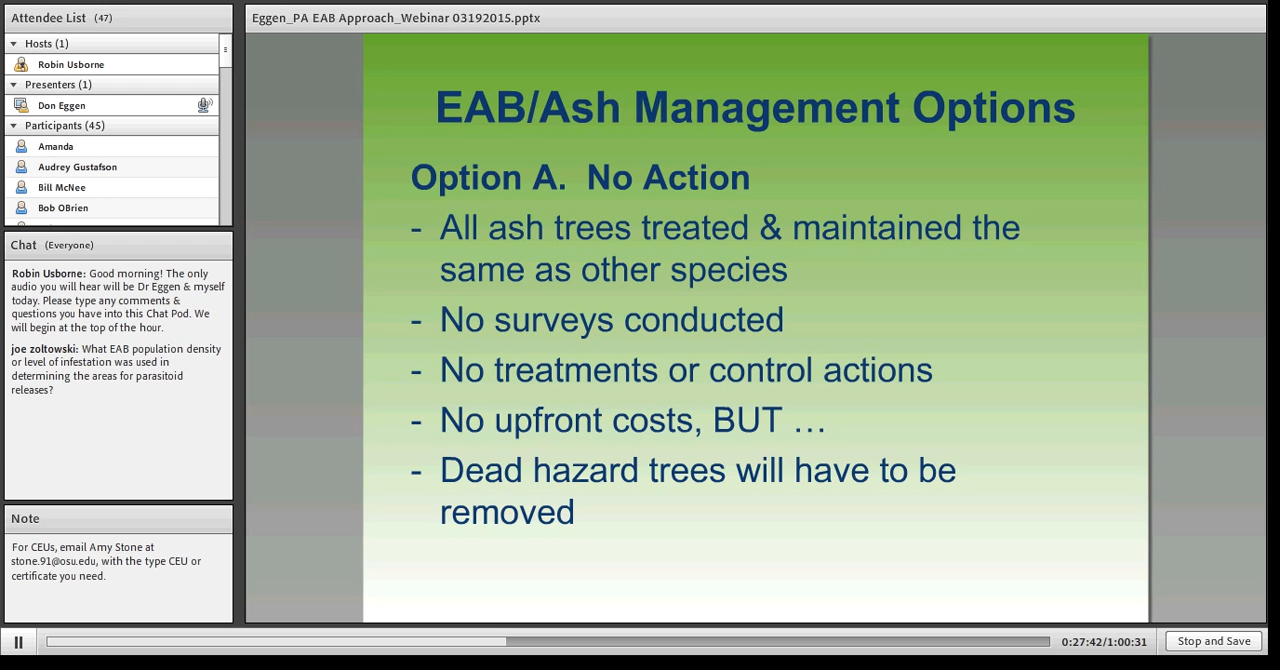 Attendee List (47)
Hosts (1)
Robin Usborne
Presenters (1)
Don Eggen
Participants (45)
Amanda
Audrey Gustafson
Bill McNee
Bob OBrien
Chat (Everyone)
Robin Usborne: Good morning! The only
audio you will hear will be Dr Eggen & myself
today. Please type any comments &
questions you have into this Chat Pod. We
will begin at the top of the hour.
joe zoltowski: What EAB population density
or level of infestation was used in
determining the areas for parasitoid
releases?
Note
For CEUs, email Amy Stone at
stone.91@osu.edu, with the type CEU or
certificate you need.
Eggen_PA EAB Approach_Webinar 03192015.pptx
EAB/Ash Management Options
Option A. No Action
- All ash trees treated & maintained the
same as other species
- No surveys conducted
- No treatments or control actions
- No upfront costs, BUT …
- Dead hazard trees will have to be
removed
0:27:42/1:00:31
Stop and Save